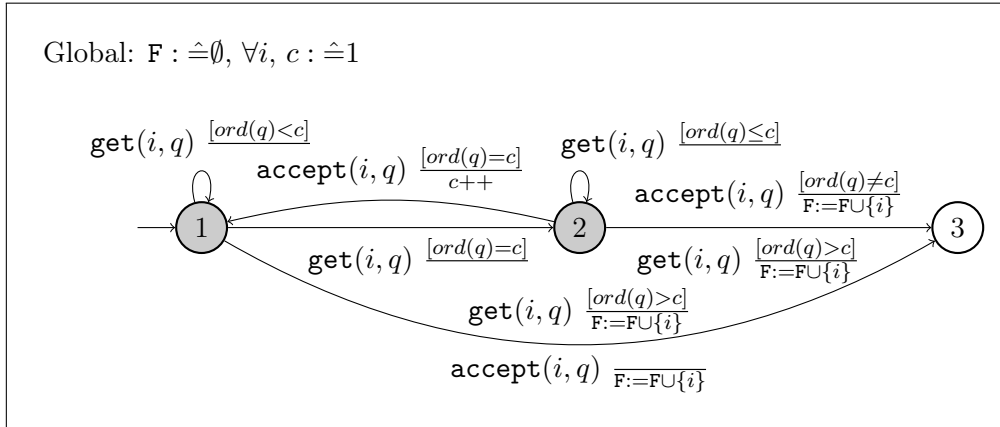 Global: F :≙∅, ∀i, c :≙1
get(i, q) [ord(q)<c]
accept(i, q) [ord(q)=c] / c++
get(i, q) [ord(q)≤c]
accept(i, q) [ord(q)≠c] / F:=F∪{i}
1
2
3
get(i, q) [ord(q)=c]
get(i, q) [ord(q)>c] / F:=F∪{i}
get(i, q) [ord(q)>c] / F:=F∪{i}
accept(i, q) / F:=F∪{i}